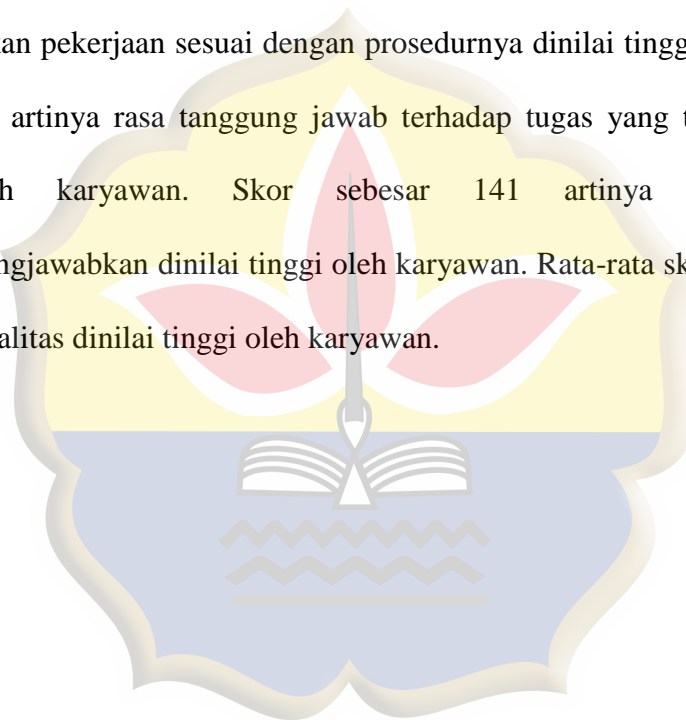 kan pekerjaan sesuai dengan prosedurnya dinilai tingg
artinya rasa tanggung jawab terhadap tugas yang t
h karyawan. Skor sebesar 141 artinya
ngjawabkan dinilai tinggi oleh karyawan. Rata-rata sk
alitas dinilai tinggi oleh karyawan.